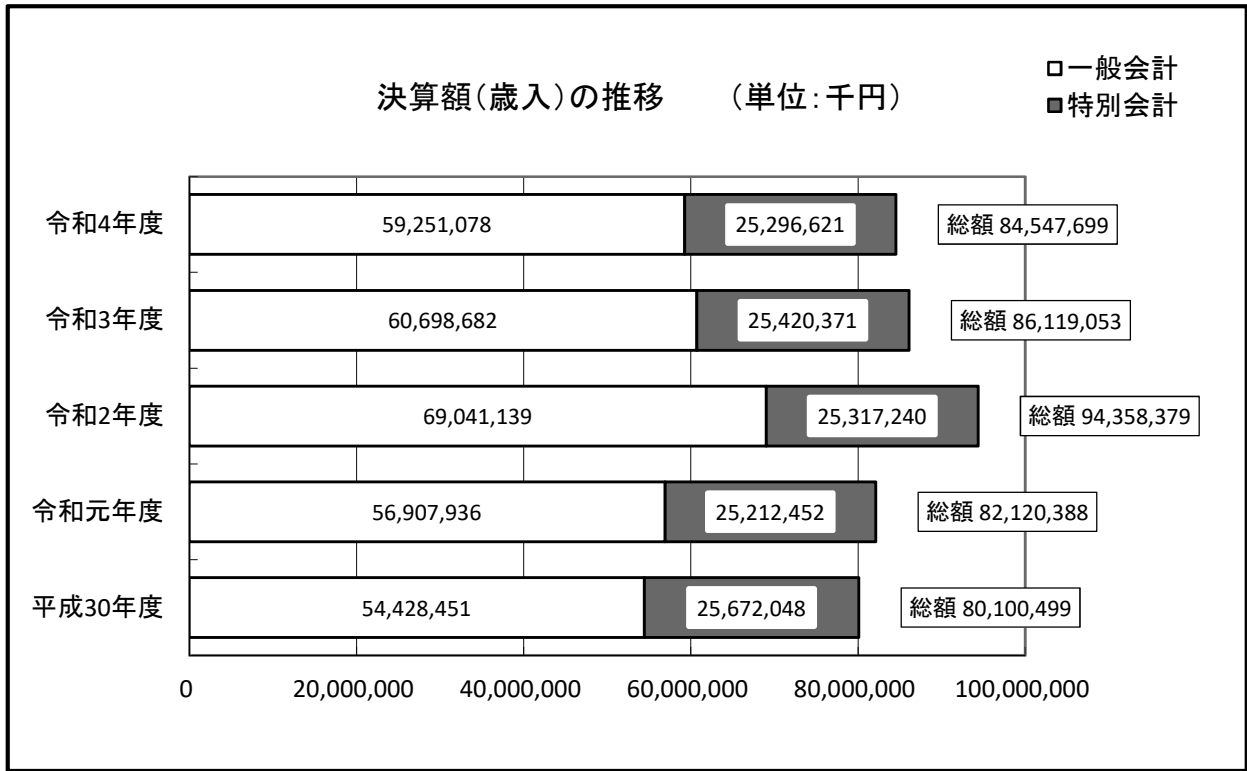 決算額(歳入)の推移　　(単位:千円)
□一般会計
■特別会計
令和4年度 59,251,078 25,296,621 総額 84,547,699
令和3年度 60,698,682 25,420,371 総額 86,119,053
令和2年度 69,041,139 25,317,240 総額 94,358,379
令和元年度 56,907,936 25,212,452 総額 82,120,388
平成30年度 54,428,451 25,672,048 総額 80,100,499
0 20,000,000 40,000,000 60,000,000 80,000,000 100,000,000